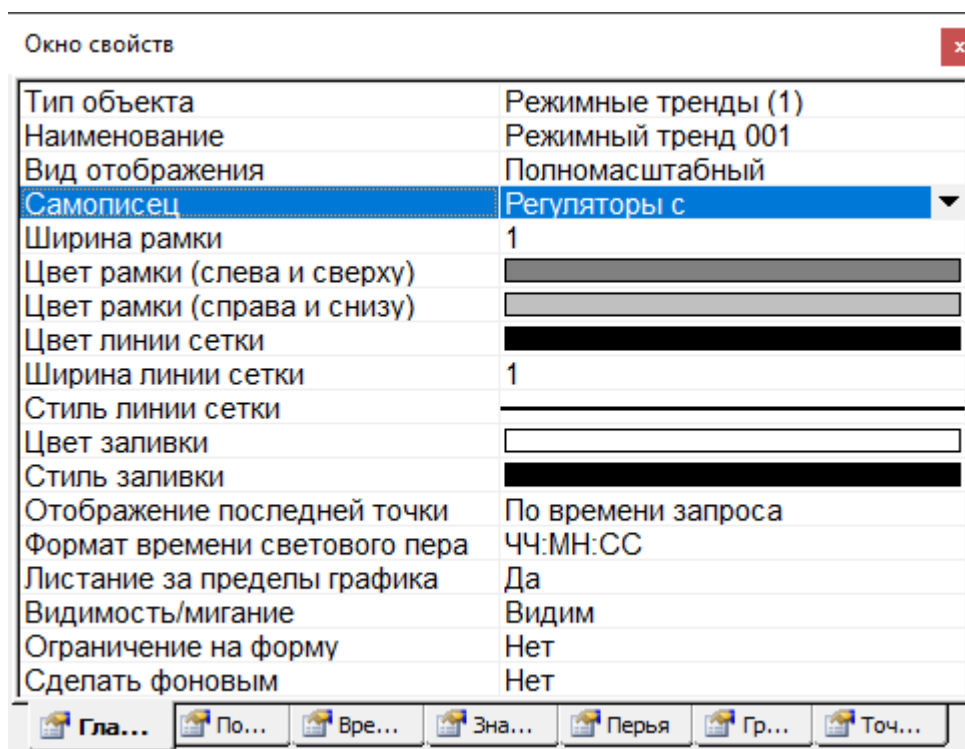 Окно свойств
x
Тип объекта Режимные тренды (1)
Наименование Режимный тренд 001
Вид отображения Полномасштабный
Самописец Регуляторы с
Ширина рамки 1
Цвет рамки (слева и сверху)
Цвет рамки (справа и снизу)
Цвет линии сетки
Ширина линии сетки 1
Стиль линии сетки
Цвет заливки
Стиль заливки
Отображение последней точки По времени запроса
Формат времени светового пера ЧЧ:МН:СС
Листание за пределы графика Да
Видимость/мигание Видим
Ограничение на форму Нет
Сделать фоновым Нет
Гла... По... Вре... Зна... Перья Гр... Точ...